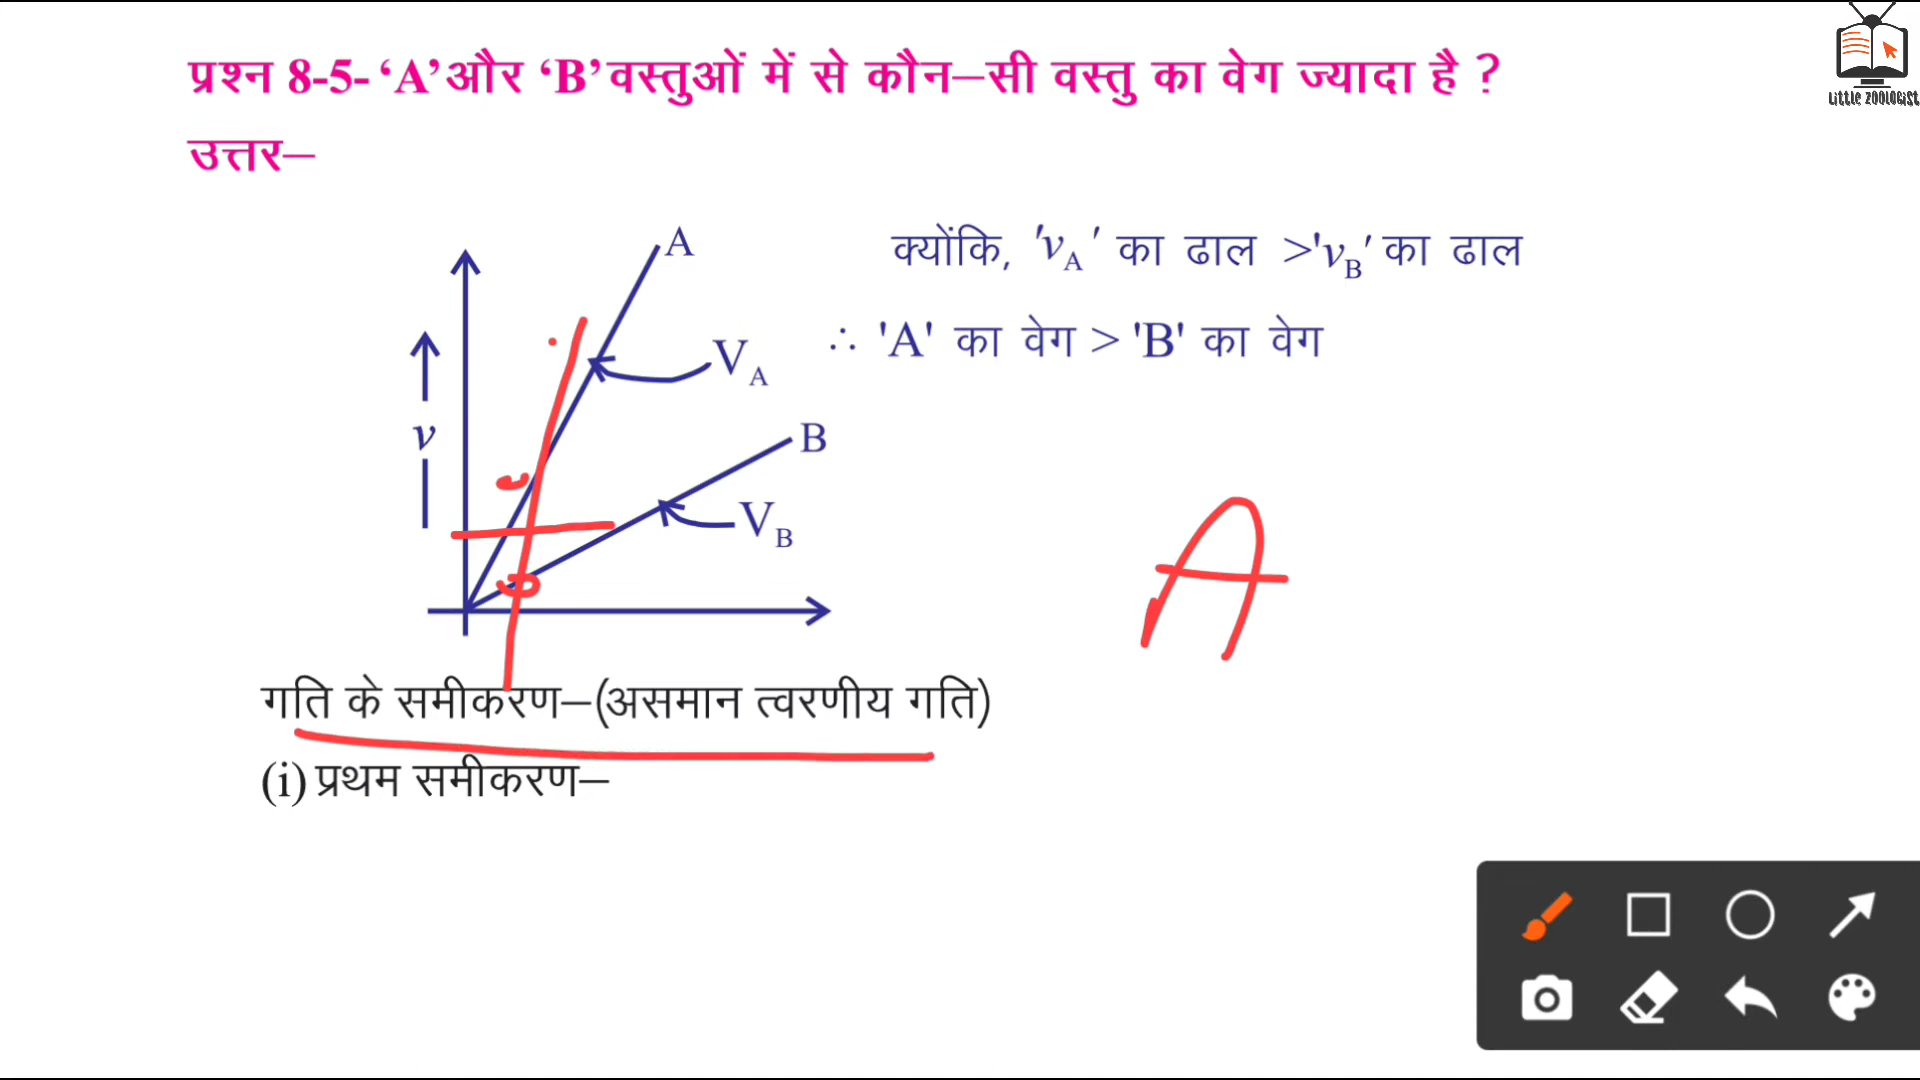 LITTLE ZOOLOGIST
प्रश्न 8-5- ‘A’ और ‘B’ वस्तुओं में से कौन–सी वस्तु का वेग ज्यादा है ?
उत्तर–
A
क्योंकि, 'vA' का ढाल >'vB' का ढाल
VA
∴ 'A' का वेग > 'B' का वेग
v
B
VB
A
गति के समीकरण–(असमान त्वरणीय गति)
(i) प्रथम समीकरण–